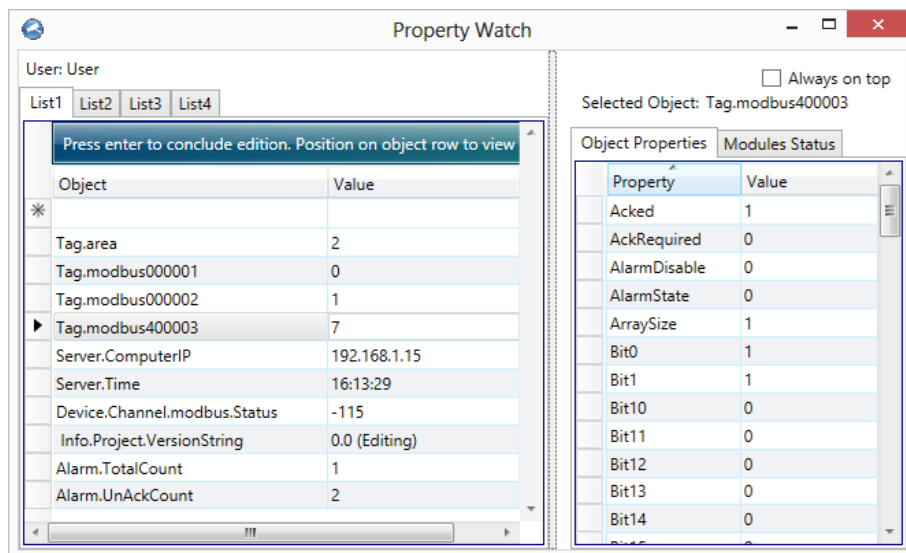 Property Watch
User: User
List1 List2 List3 List4
Press enter to conclude edition. Position on object row to view
Object Value
Tag.area 2
Tag.modbus000001 0
Tag.modbus000002 1
Tag.modbus400003 7
Server.ComputerIP 192.168.1.15
Server.Time 16:13:29
Device.Channel.modbus.Status -115
Info.Project.VersionString 0.0 (Editing)
Alarm.TotalCount 1
Alarm.UnAckCount 2
Always on top
Selected Object: Tag.modbus400003
Object Properties Modules Status
Property Value
Acked 1
AckRequired 0
AlarmDisable 0
AlarmState 0
ArraySize 1
Bit0 1
Bit1 1
Bit10 0
Bit11 0
Bit12 0
Bit13 0
Bit14 0